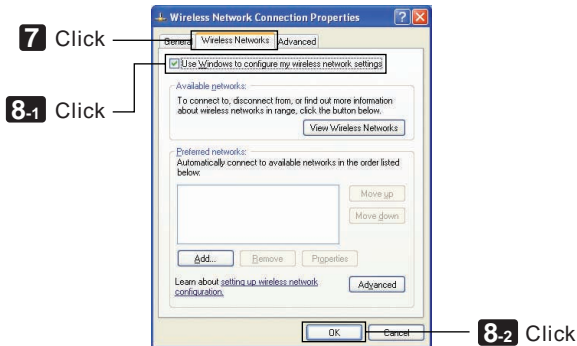 Wireless Network Connection Properties
7 Click
General Wireless Networks Advanced
Use Windows to configure my wireless network settings
8-1 Click
Available networks:
To connect to, disconnect from, or find out more information
about wireless networks in range, click the button below.
View Wireless Networks
Preferred networks:
Automatically connect to available networks in the order listed
below:
Move up
Move down
Add... Remove Properties
Learn about setting up wireless network
configuration.
Advanced
OK Cancel
8-2 Click